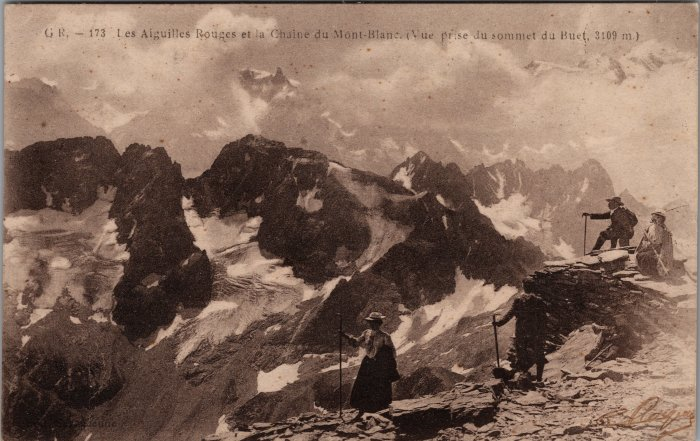 G R. - 173 Les Aiguilles Rouges et la Chaîne du Mont-Blanc. (Vue prise du sommet du Buet, 3109 m.)